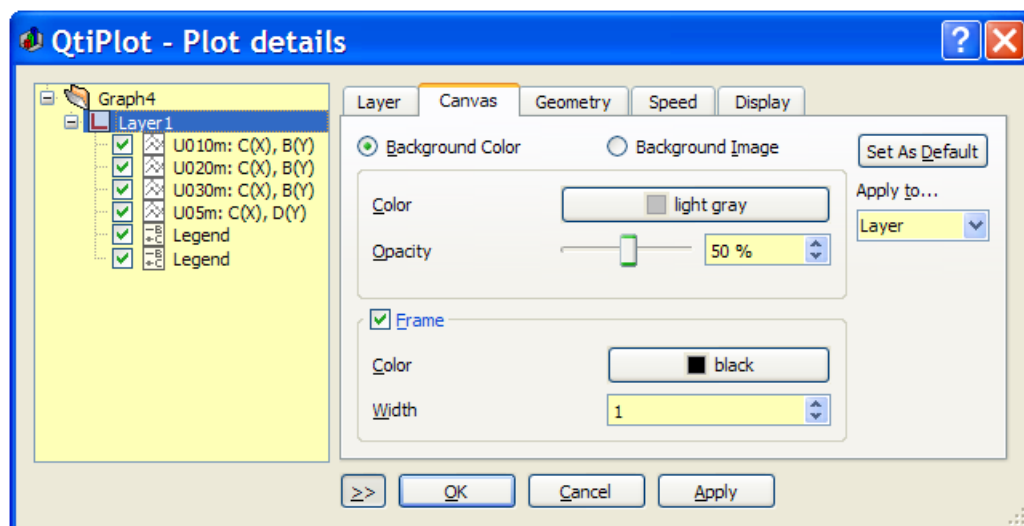 QtiPlot - Plot details
Graph4
Layer1
U010m: C(X), B(Y)
U020m: C(X), B(Y)
U030m: C(X), B(Y)
U05m: C(X), D(Y)
Legend
Legend
Layer Canvas Geometry Speed Display
Background Color Background Image Set As Default
Color light gray
Opacity 50 %
Apply to...
Layer
Frame
Color black
Width 1
>> OK Cancel Apply